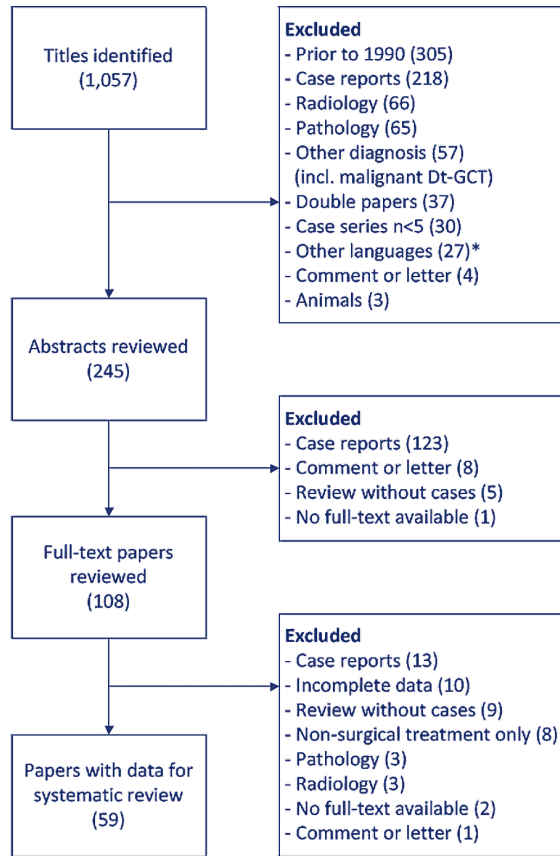 Titles identified
(1,057)
Excluded
- Prior to 1990 (305)
- Case reports (218)
- Radiology (66)
- Pathology (65)
- Other diagnosis (57)
(incl. malignant Dt-GCT)
- Double papers (37)
- Case series n<5 (30)
- Other languages (27)*
- Comment or letter (4)
- Animals (3)
Abstracts reviewed
(245)
Excluded
- Case reports (123)
- Comment or letter (8)
- Review without cases (5)
- No full-text available (1)
Full-text papers
reviewed
(108)
Excluded
- Case reports (13)
- Incomplete data (10)
- Review without cases (9)
- Non-surgical treatment only (8)
- Pathology (3)
- Radiology (3)
- No full-text available (2)
- Comment or letter (1)
Papers with data for
systematic review
(59)